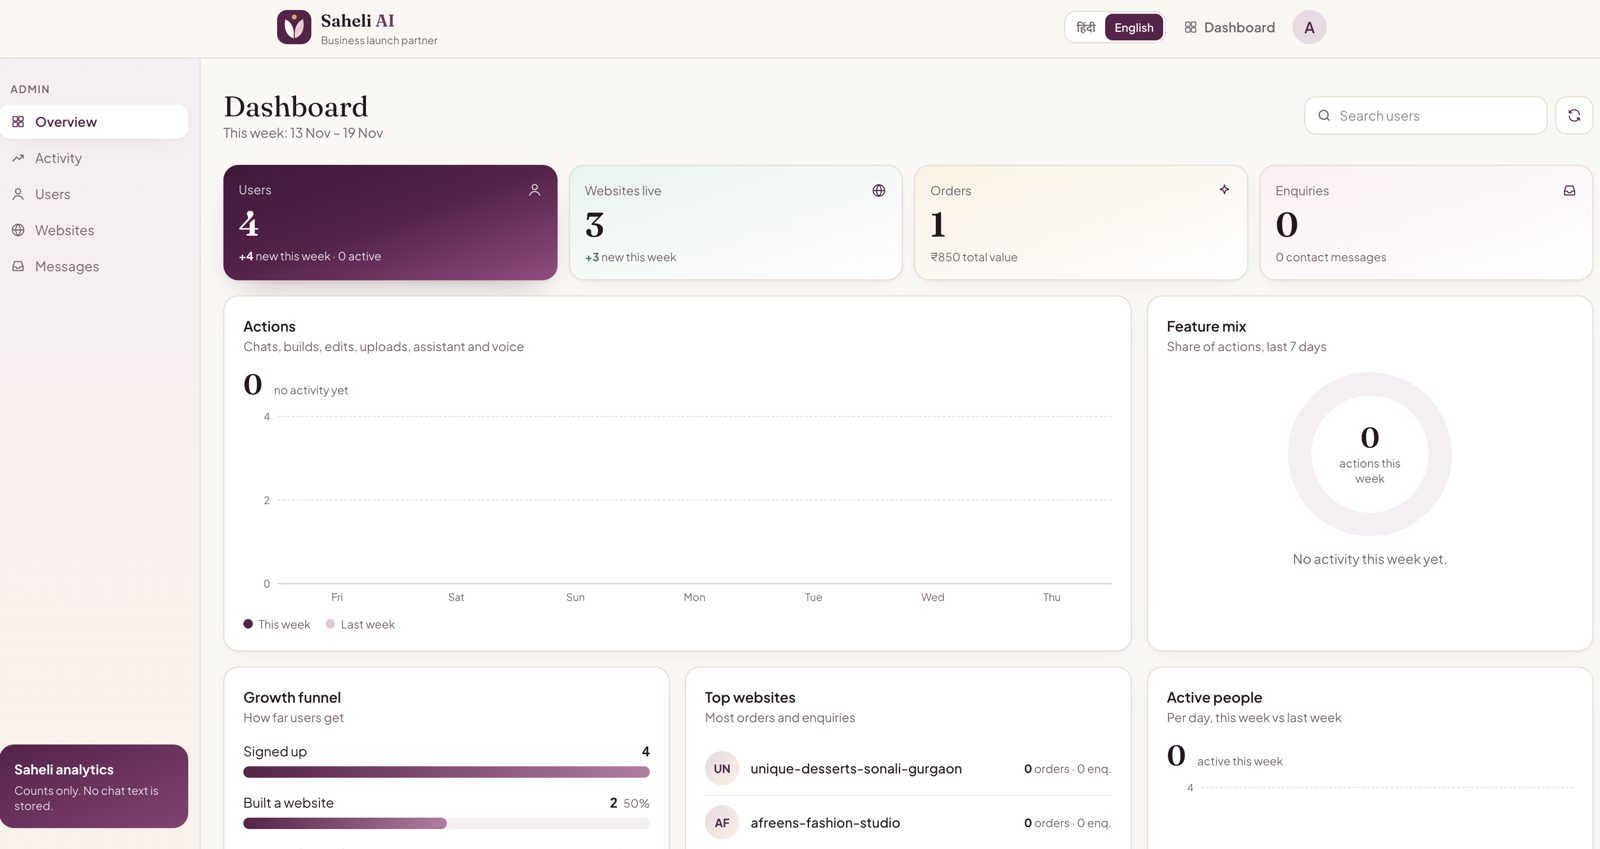 Saheli AI
Business launch partner
हिंदी
English
Dashboard
A
ADMIN
Overview
Activity
Users
Websites
Messages
Saheli analytics
Counts only. No chat text is
stored.
Dashboard
This week: 13 Nov – 19 Nov
Search users
Users
4
+4 new this week · 0 active
Websites live
3
+3 new this week
Orders
1
₹850 total value
Enquiries
0
0 contact messages
Actions
Chats, builds, edits, uploads, assistant and voice
0 no activity yet
4
2
0
Fri Sat Sun Mon Tue Wed Thu
This week Last week
Feature mix
Share of actions, last 7 days
0
actions this
week
No activity this week yet.
Growth funnel
How far users get
Signed up 4
Built a website 2 50%
Top websites
Most orders and enquiries
UN unique-desserts-sonali-gurgaon 0 orders · 0 enq.
AF afreens-fashion-studio 0 orders · 0 enq.
Active people
Per day, this week vs last week
0 active this week
4